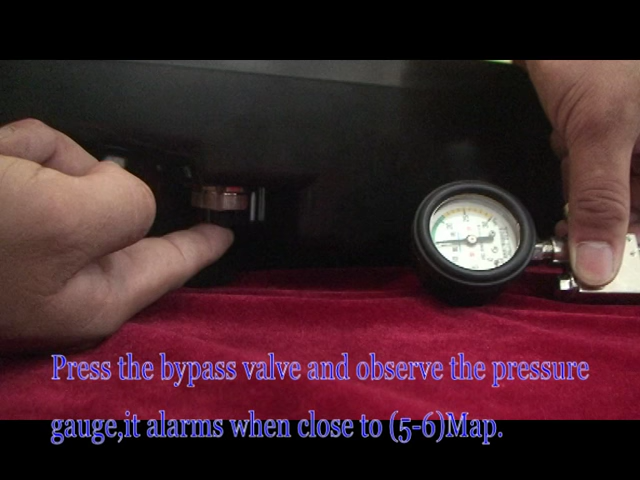 Press the bypass valve and observe the pressure
gauge,it alarms when close to (5-6)Map.